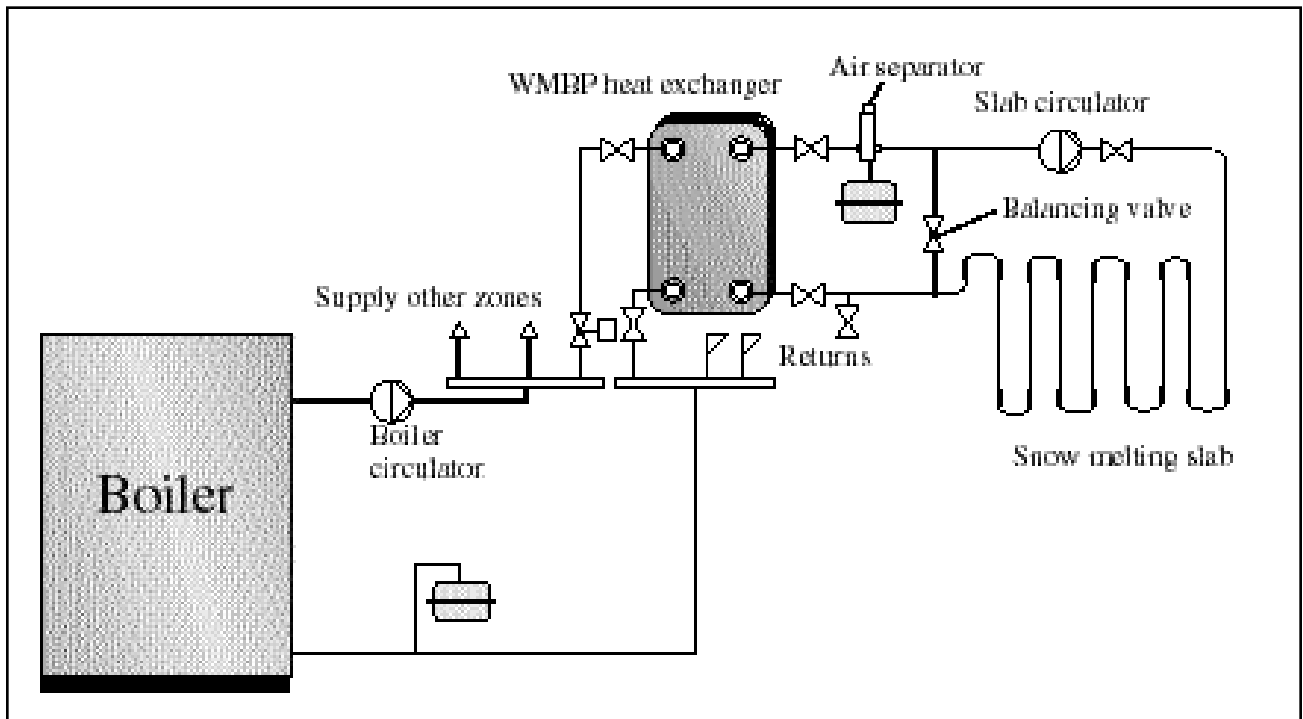 Air separator
WMBP heat exchanger
Slab circulator
Balancing valve
Supply other zones
Returns
Boiler
circulator
Snow melting slab
Boiler